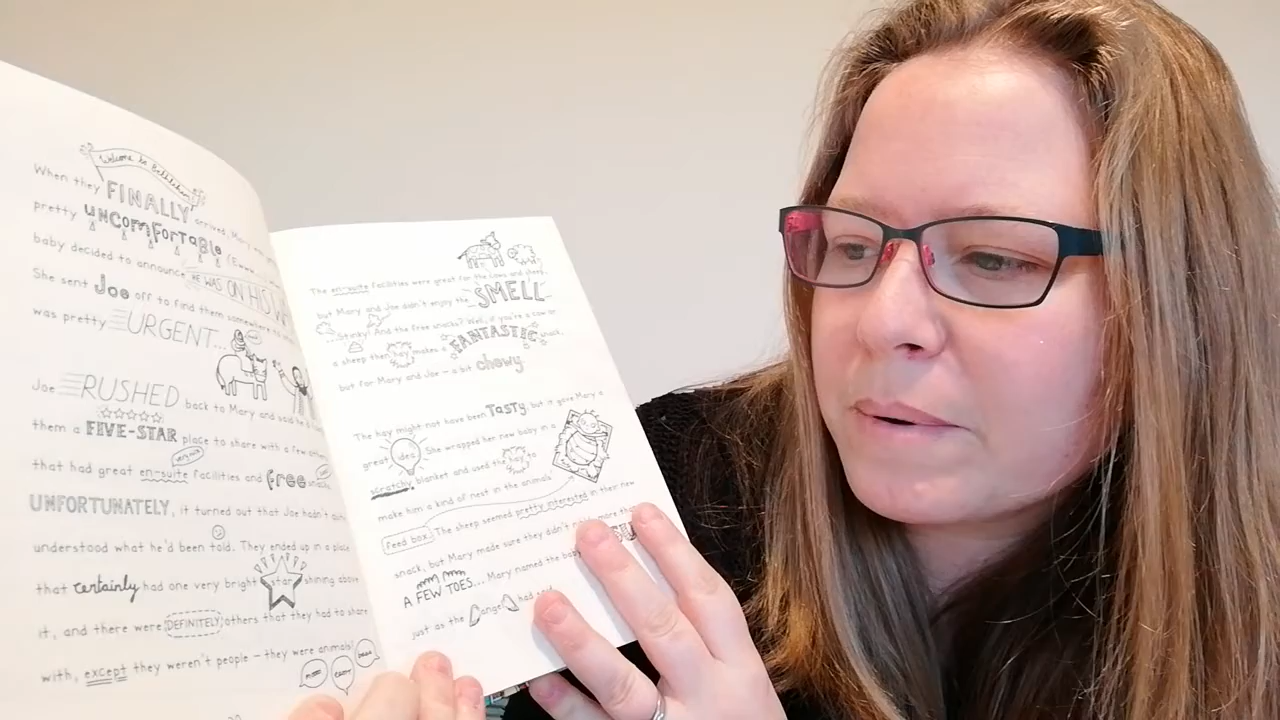 Welcome to Bethlehem
When they FINALLY arrived, Mary
pretty uncomfortable (Eww
baby decided to announce HE WAS ON HIS
She sent Joe off to find them somewhere to
was pretty URGENT...
Joe RUSHED back to Mary and said he'd
them a FIVE-STAR place to share with a few others
that had great en-suite facilities and free
UNFORTUNATELY, it turned out that Joe hadn't quite
understood what he'd been told. They ended up in a place
that certainly had one very bright star shining above
it, and there were DEFINITELY others that they had to share
with, except they weren't people – they were animals!
moo
baaa
The en-suite facilities were great for the cows and sheep,
but Mary and Joe didn't enjoy the SMELL
...Stinky! And the free snacks? Well, if you're a cow or
a sheep then hay makes a FANTASTIC snack,
but for Mary and Joe – a bit chewy.
The hay might not have been TASTY, but it gave Mary a
great idea. She wrapped her new baby in a
scratchy blanket and used the hay to
make him a kind of nest in the animals'
feed box. The sheep seemed pretty interested in their new
snack, but Mary made sure they didn't more than
A FEW TOES... Mary named the baby
just as the angel had said